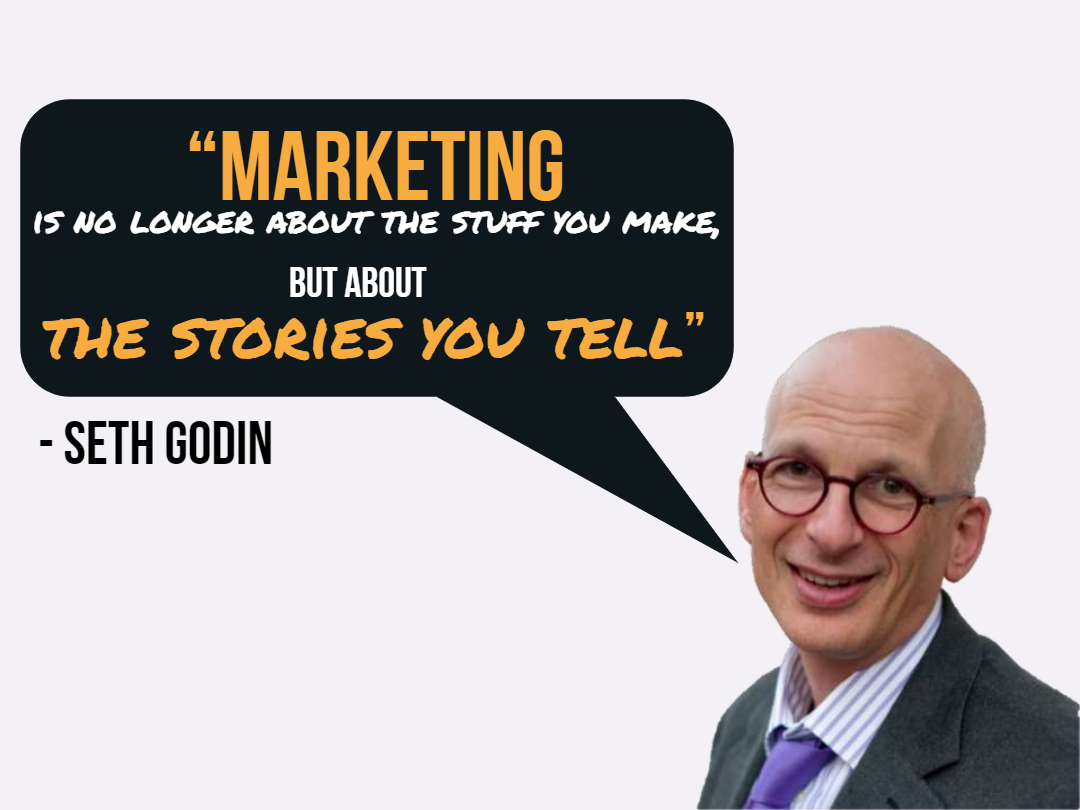 “MARKETING
IS NO LONGER ABOUT THE STUFF YOU MAKE,
BUT ABOUT
THE STORIES YOU TELL”
- SETH GODIN